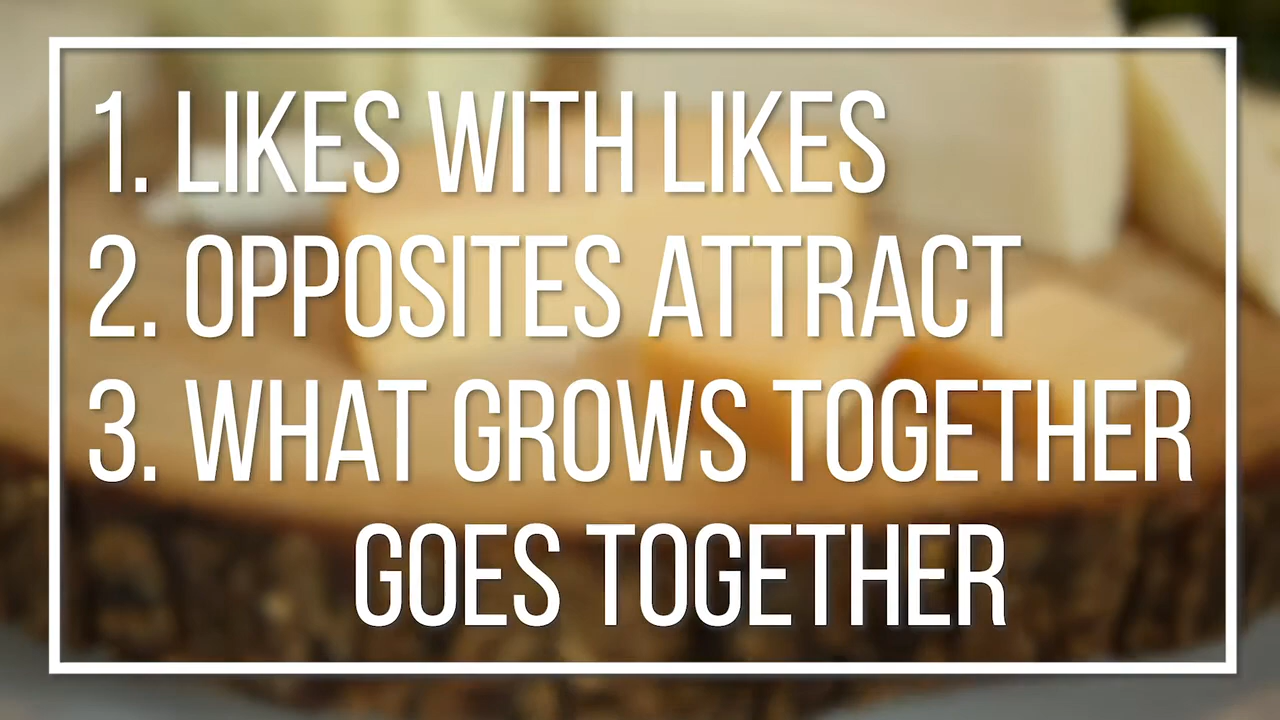 1. LIKES WITH LIKES
2. OPPOSITES ATTRACT
3. WHAT GROWS TOGETHER
GOES TOGETHER